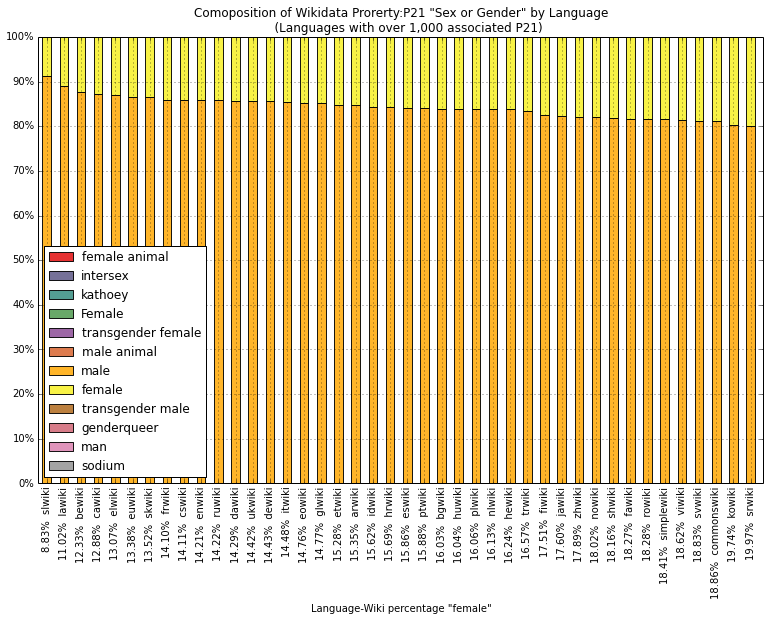 Comoposition of Wikidata Prorerty:P21 "Sex or Gender" by Language
(Languages with over 1,000 associated P21)
100%
90%
80%
70%
60%
50%
40%
30%
20%
10%
0%
female animal
intersex
kathoey
Female
transgender female
male animal
male
female
transgender male
genderqueer
man
sodium
8.83% slwiki
11.02% lawiki
12.33% bewiki
12.88% cawiki
13.07% elwiki
13.38% euwiki
13.52% skwiki
14.10% frwiki
14.11% cswiki
14.21% enwiki
14.22% ruwiki
14.29% dawiki
14.42% ukwiki
14.43% dewiki
14.48% itwiki
14.76% eowiki
14.77% glwiki
15.28% etwiki
15.35% arwiki
15.62% idwiki
15.69% hrwiki
15.86% eswiki
15.88% ptwiki
16.03% bgwiki
16.04% huwiki
16.06% plwiki
16.13% nlwiki
16.24% hewiki
16.57% trwiki
17.51% fiwiki
17.60% jawiki
17.89% zhwiki
18.02% nowiki
18.16% shwiki
18.27% fawiki
18.28% rowiki
18.41% simplewiki
18.62% viwiki
18.83% svwiki
18.86% commonswiki
19.74% kowiki
19.97% srwiki
Language-Wiki percentage "female"